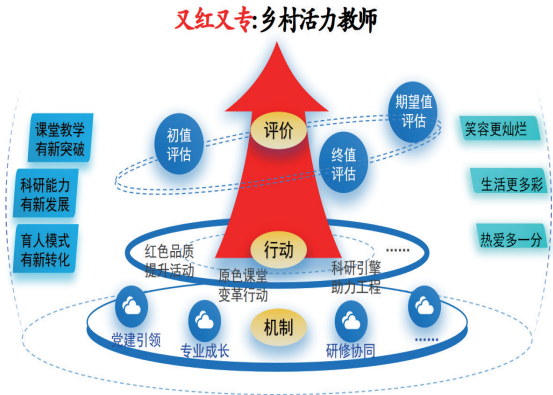 又红又专:乡村活力教师
评价
初值
评估
期望值
评估
终值
评估
课堂教学
有新突破
科研能力
有新发展
育人模式
有新转化
笑容更灿烂
生活更多彩
热爱多一分
行动
红色品质
提升活动
原色课堂
变革行动
科研引擎
助力工程
……
机制
党建引领
专业成长
研修协同
……